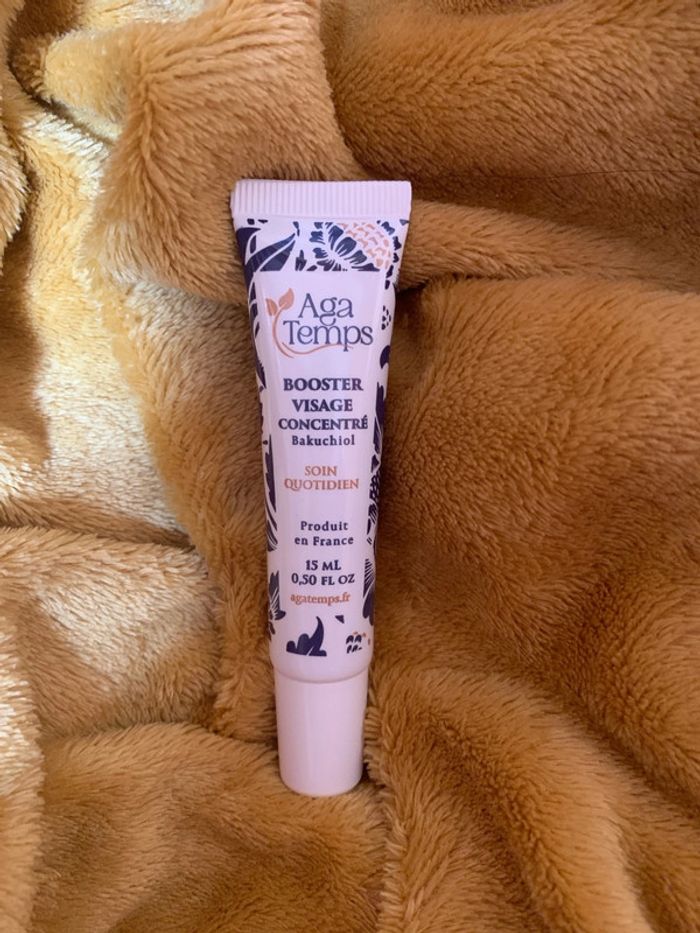 Aga
Temps
BOOSTER
VISAGE
CONCENTRÉ
Bakuchiol
SOIN
QUOTIDIEN
Produit
en France
15 ML
0,50 FL OZ
agatemps.fr